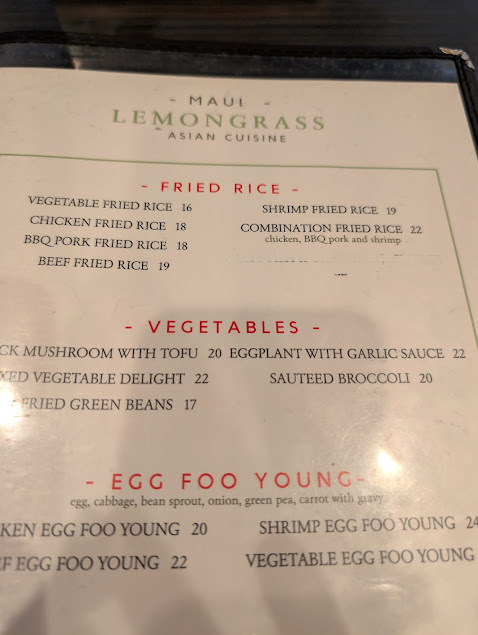 - MAUI -
LEMONGRASS
ASIAN CUISINE
- FRIED RICE -
VEGETABLE FRIED RICE 16
CHICKEN FRIED RICE 18
BBQ PORK FRIED RICE 18
BEEF FRIED RICE 19
SHRIMP FRIED RICE 19
COMBINATION FRIED RICE 22
chicken, BBQ pork and shrimp
- VEGETABLES -
CK MUSHROOM WITH TOFU 20
XED VEGETABLE DELIGHT 22
FRIED GREEN BEANS 17
EGGPLANT WITH GARLIC SAUCE 22
SAUTEED BROCCOLI 20
- EGG FOO YOUNG-
egg, cabbage, bean sprout, onion, green pea, carrot with gravy
KEN EGG FOO YOUNG 20
EF EGG FOO YOUNG 22
SHRIMP EGG FOO YOUNG 24
VEGETABLE EGG FOO YOUNG